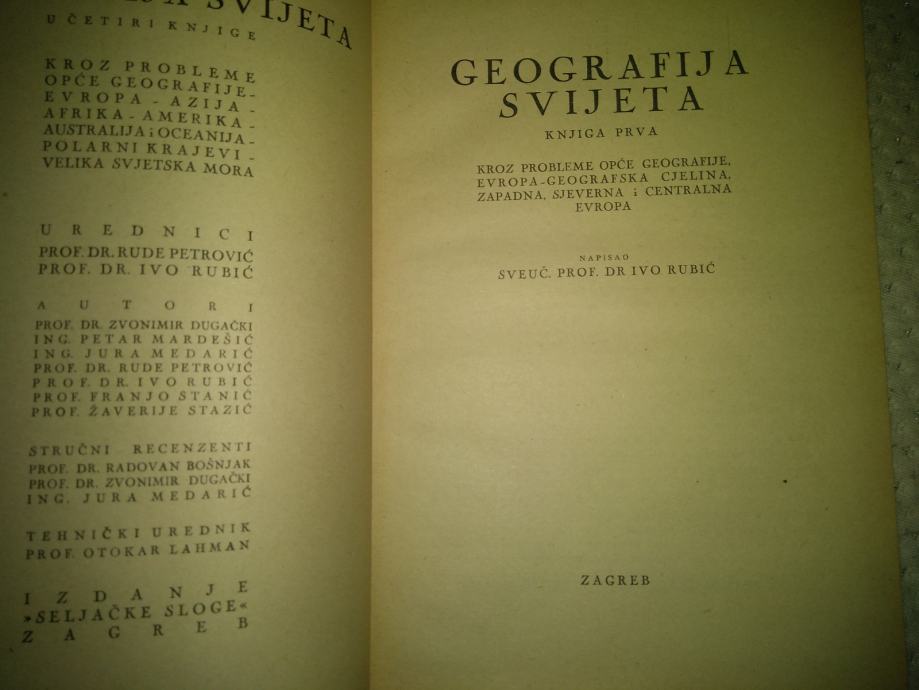 SVIJETA
U ČETIRI KNJIGE
KROZ PROBLEME
OPĆE GEOGRAFIJE-
EVROPA - AZIJA -
AFRIKA - AMERIKA -
AUSTRALIJA i OCEANIJA -
POLARNI KRAJEVI -
VELIKA SVJETSKA MORA
UREDNICI
PROF. DR. RUDE PETROVIĆ
PROF. DR. IVO RUBIĆ
AUTORI
PROF. DR. ZVONIMIR DUGAČKI
ING. PETAR MARDEŠIĆ
ING. JURA MEDARIĆ
PROF. DR. RUDE PETROVIĆ
PROF. DR. IVO RUBIĆ
PROF. FRANJO STANIĆ
PROF. ŽAVERIJE STAZIĆ
STRUČNI RECENZENTI
PROF. DR. RADOVAN BOŠNJAK
PROF. DR. ZVONIMIR DUGAČKI
ING. JURA MEDARIĆ
TEHNIČKI UREDNIK
PROF. OTOKAR LAHMAN
IZDANJE
»SELJAČKE SLOGE«
ZAGREB
GEOGRAFIJA
SVIJETA
KNJIGA PRVA
KROZ PROBLEME OPĆE GEOGRAFIJE,
EVROPA-GEOGRAFSKA CJELINA,
ZAPADNA, SJEVERNA i CENTRALNA
EVROPA
NAPISAO
SVEUČ. PROF. DR IVO RUBIĆ
ZAGREB